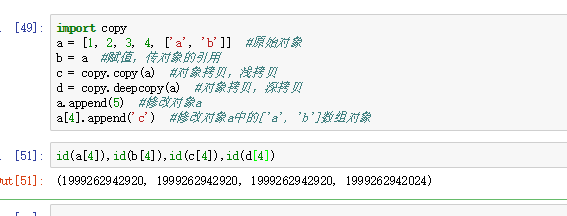 [49]: import copy
a = [1, 2, 3, 4, ['a', 'b']]  #原始对象
b = a  #赋值，传对象的引用
c = copy.copy(a)  #对象拷贝，浅拷贝
d = copy.deepcopy(a)  #对象拷贝，深拷贝
a.append(5)  #修改对象a
a[4].append('c')  #修改对象a中的['a', 'b']数组对象
[51]: id(a[4]),id(b[4]),id(c[4]),id(d[4])
Out[51]: (1999262942920, 1999262942920, 1999262942920, 1999262942024)